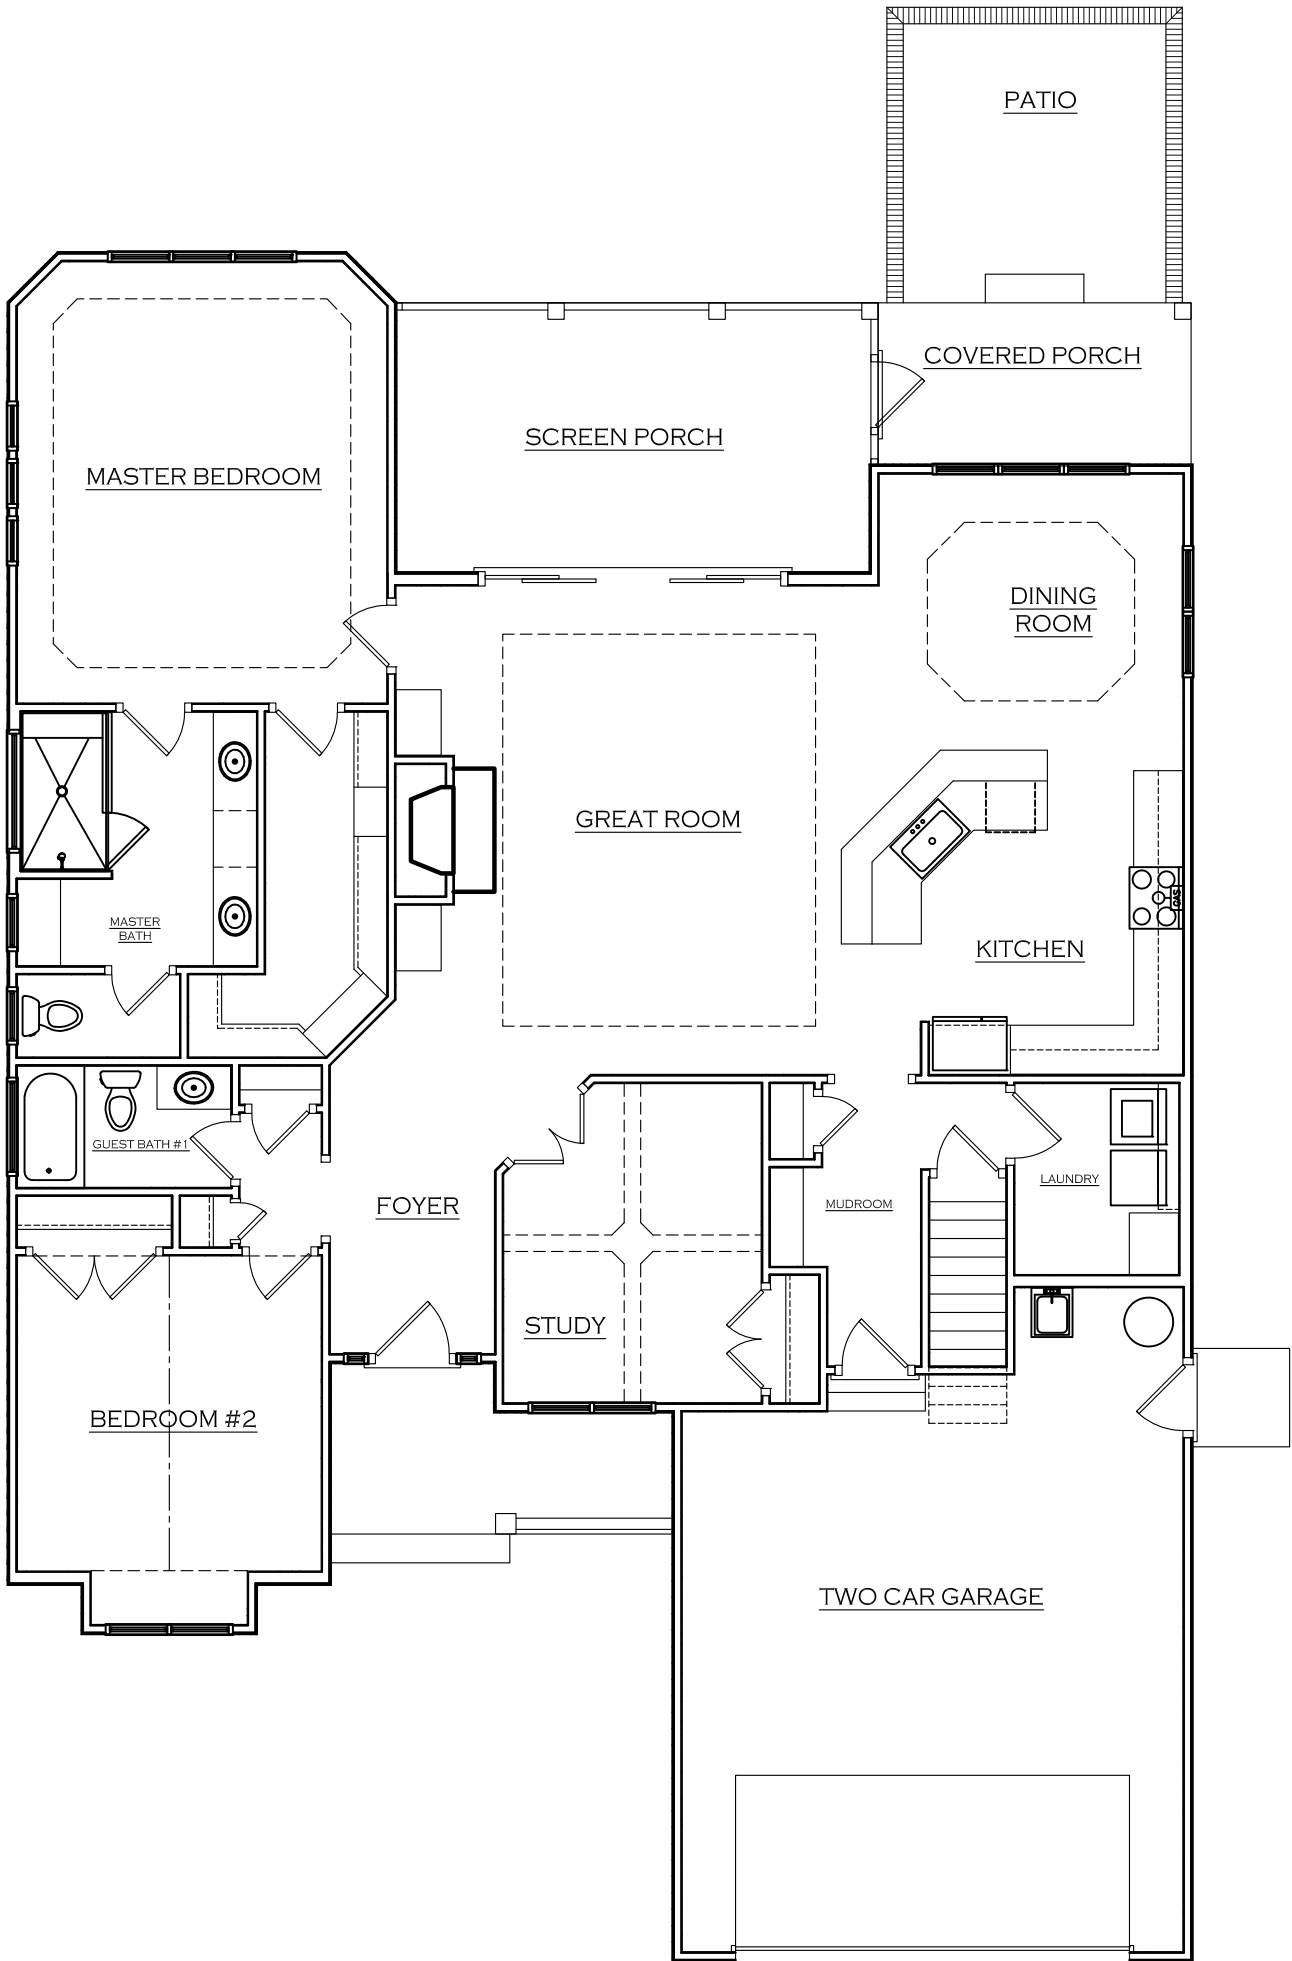 PATIO
COVERED PORCH
SCREEN PORCH
MASTER BEDROOM
DINING
ROOM
GREAT ROOM
GAS
MASTER
BATH
KITCHEN
GUEST BATH #1
LAUNDRY
FOYER
MUDROOM
STUDY
BEDROOM #2
TWO CAR GARAGE